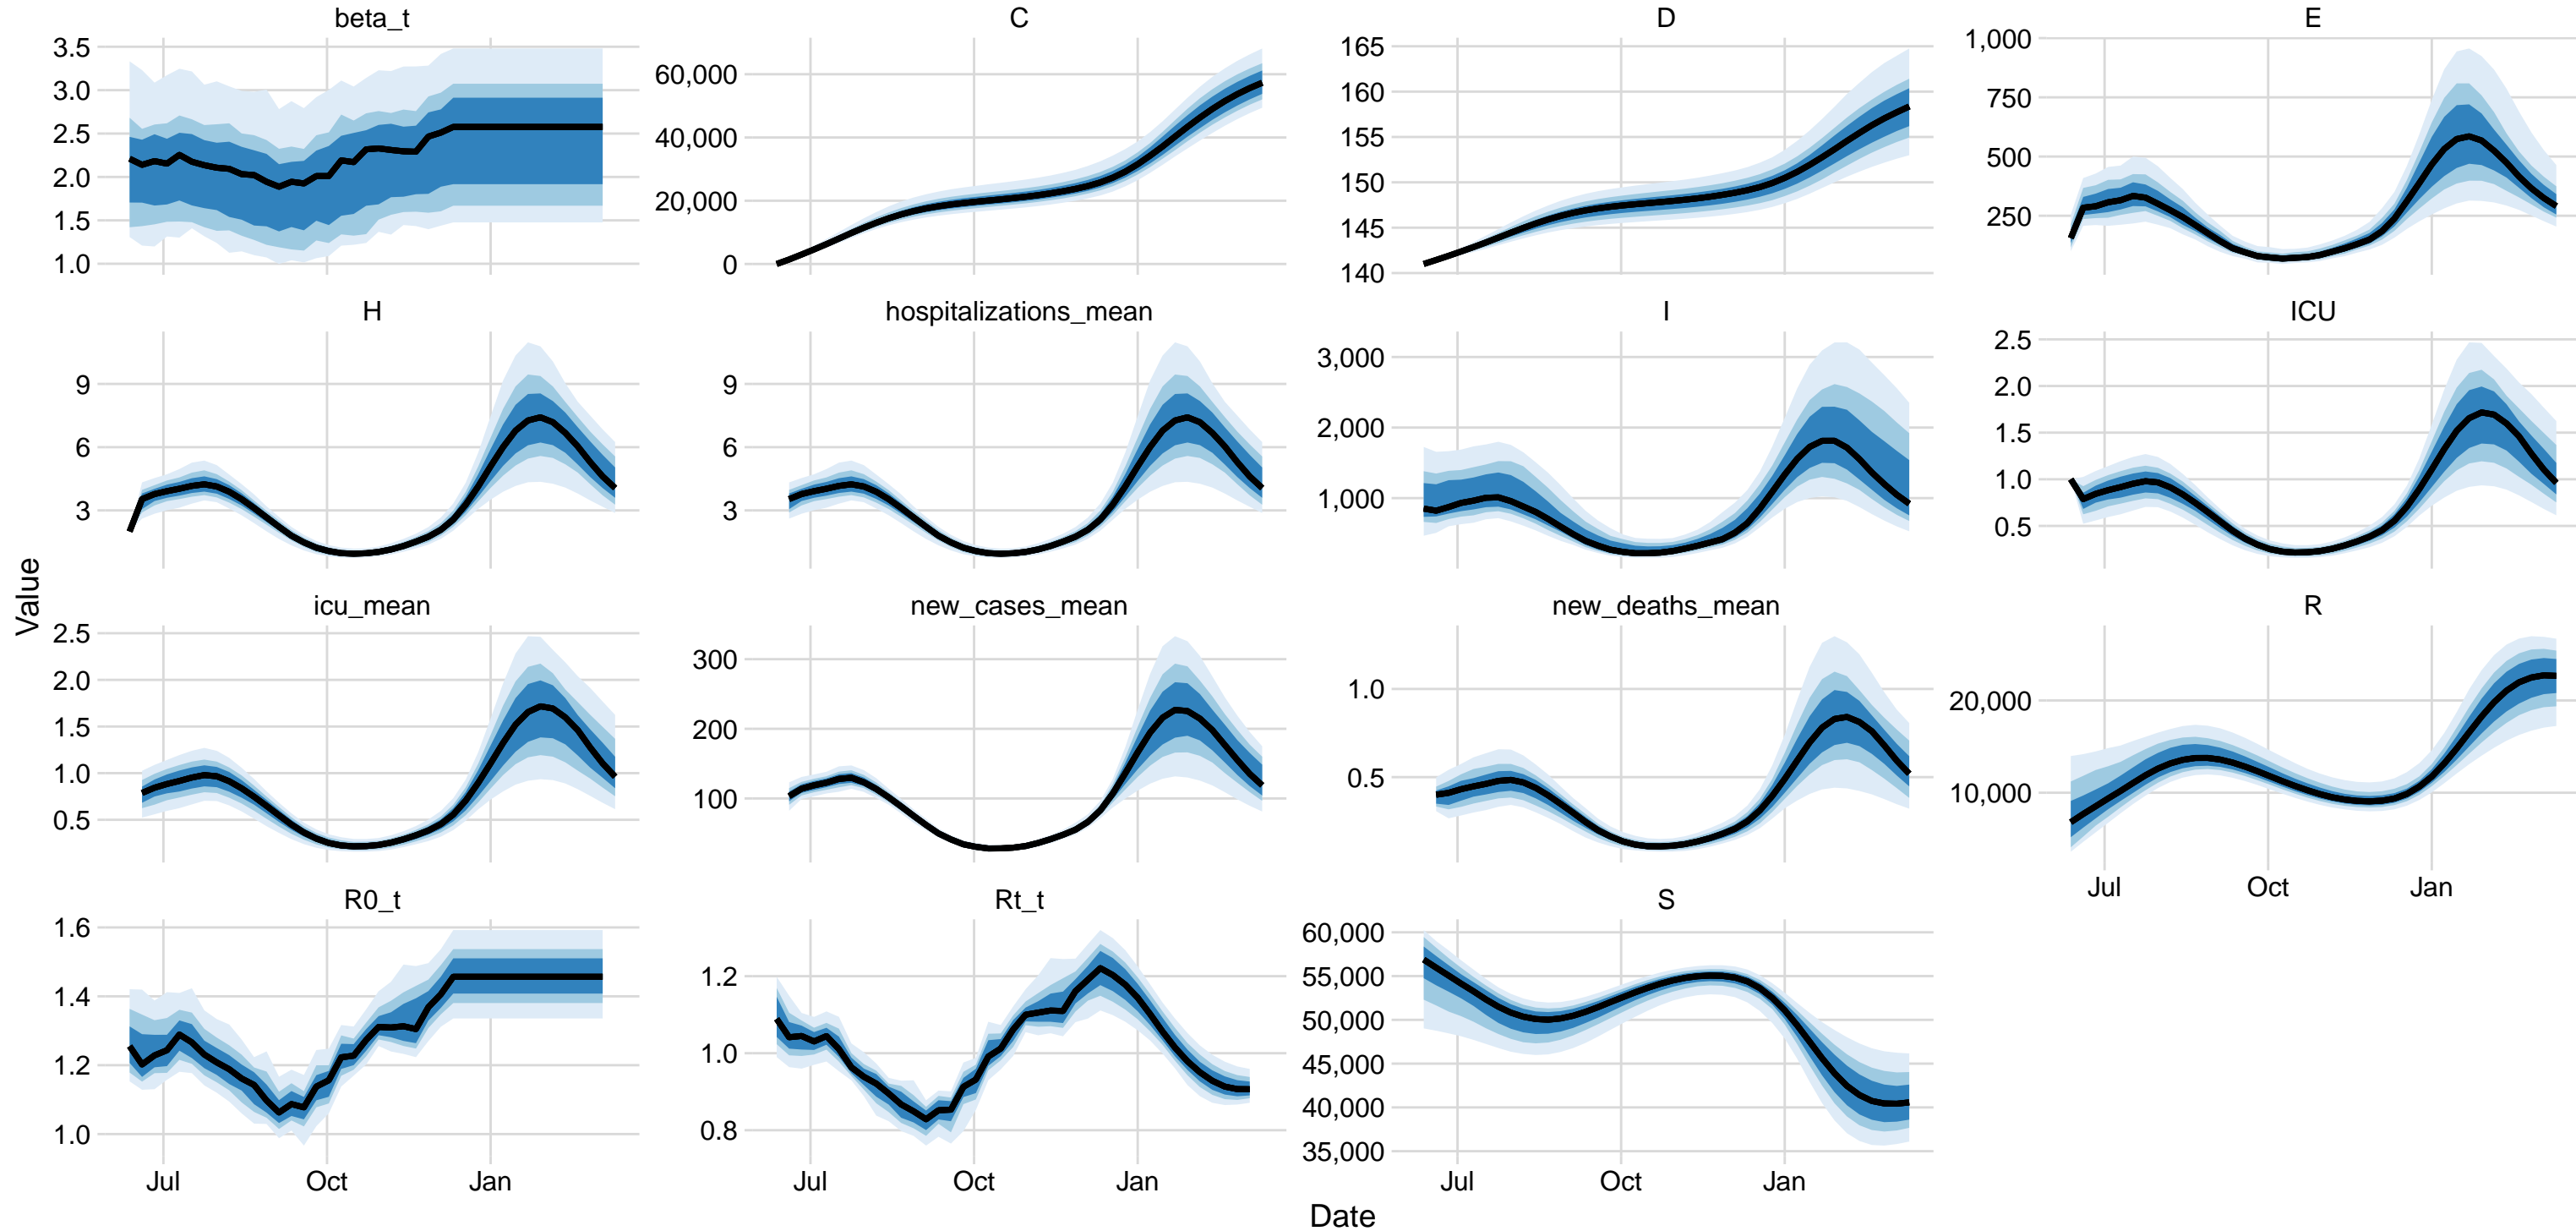 beta_t
3.5
3.0
2.5
2.0
1.5
1.0
C
60,000
40,000
20,000
0
D
165
160
155
150
145
140
E
1,000
750
500
250
H
9
6
3
hospitalizations_mean
9
6
3
I
3,000
2,000
1,000
ICU
2.5
2.0
1.5
1.0
0.5
Value
icu_mean
2.5
2.0
1.5
1.0
0.5
new_cases_mean
300
200
100
new_deaths_mean
1.0
0.5
R
20,000
10,000
Jul Oct Jan
R0_t
1.6
1.4
1.2
1.0
Jul Oct Jan
Rt_t
1.2
1.0
0.8
Jul Oct Jan
S
60,000
55,000
50,000
45,000
40,000
35,000
Jul Oct Jan
Date